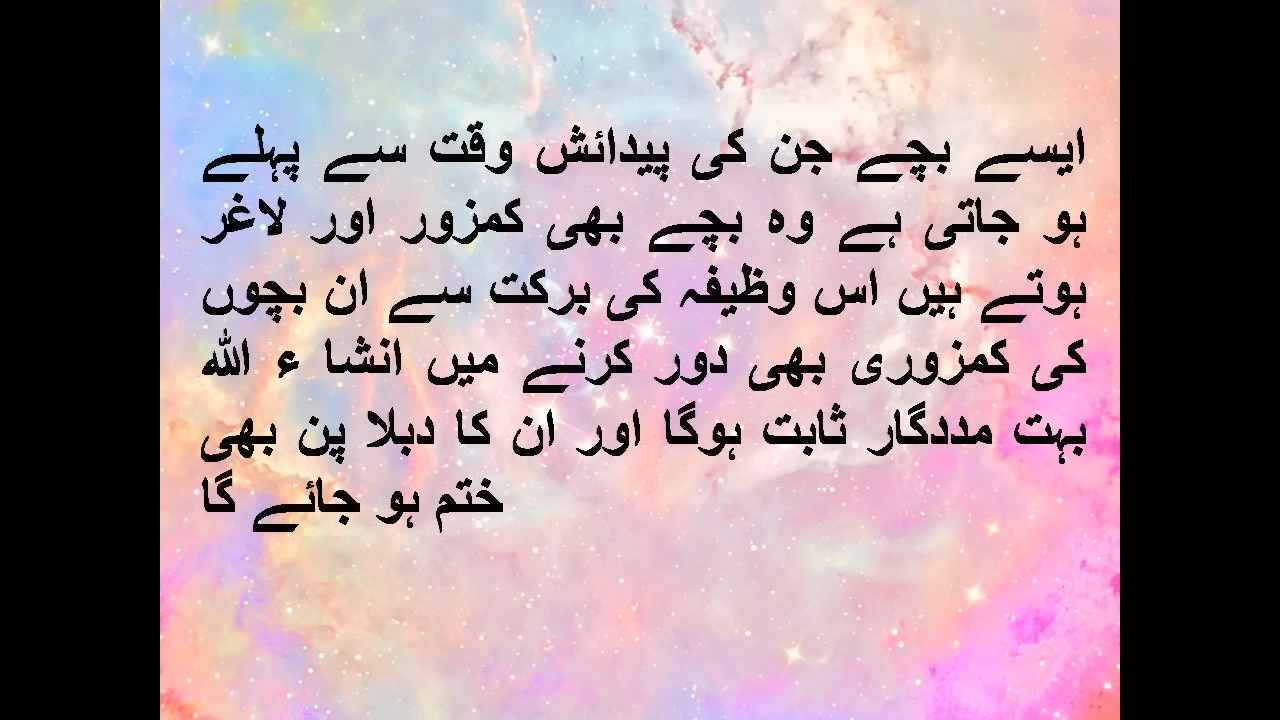 ایسے بچے جن کی پیدائش وقت سے پہلے
ہو جاتی ہے وہ بچے بھی کمزور اور لاغر
ہوتے ہیں اس وظیفہ کی برکت سے ان بچوں
کی کمزوری بھی دور کرنے میں انشا ء الله
بہت مددگار ثابت ہوگا اور ان کا دبلا پن بھی
ختم ہو جائے گا